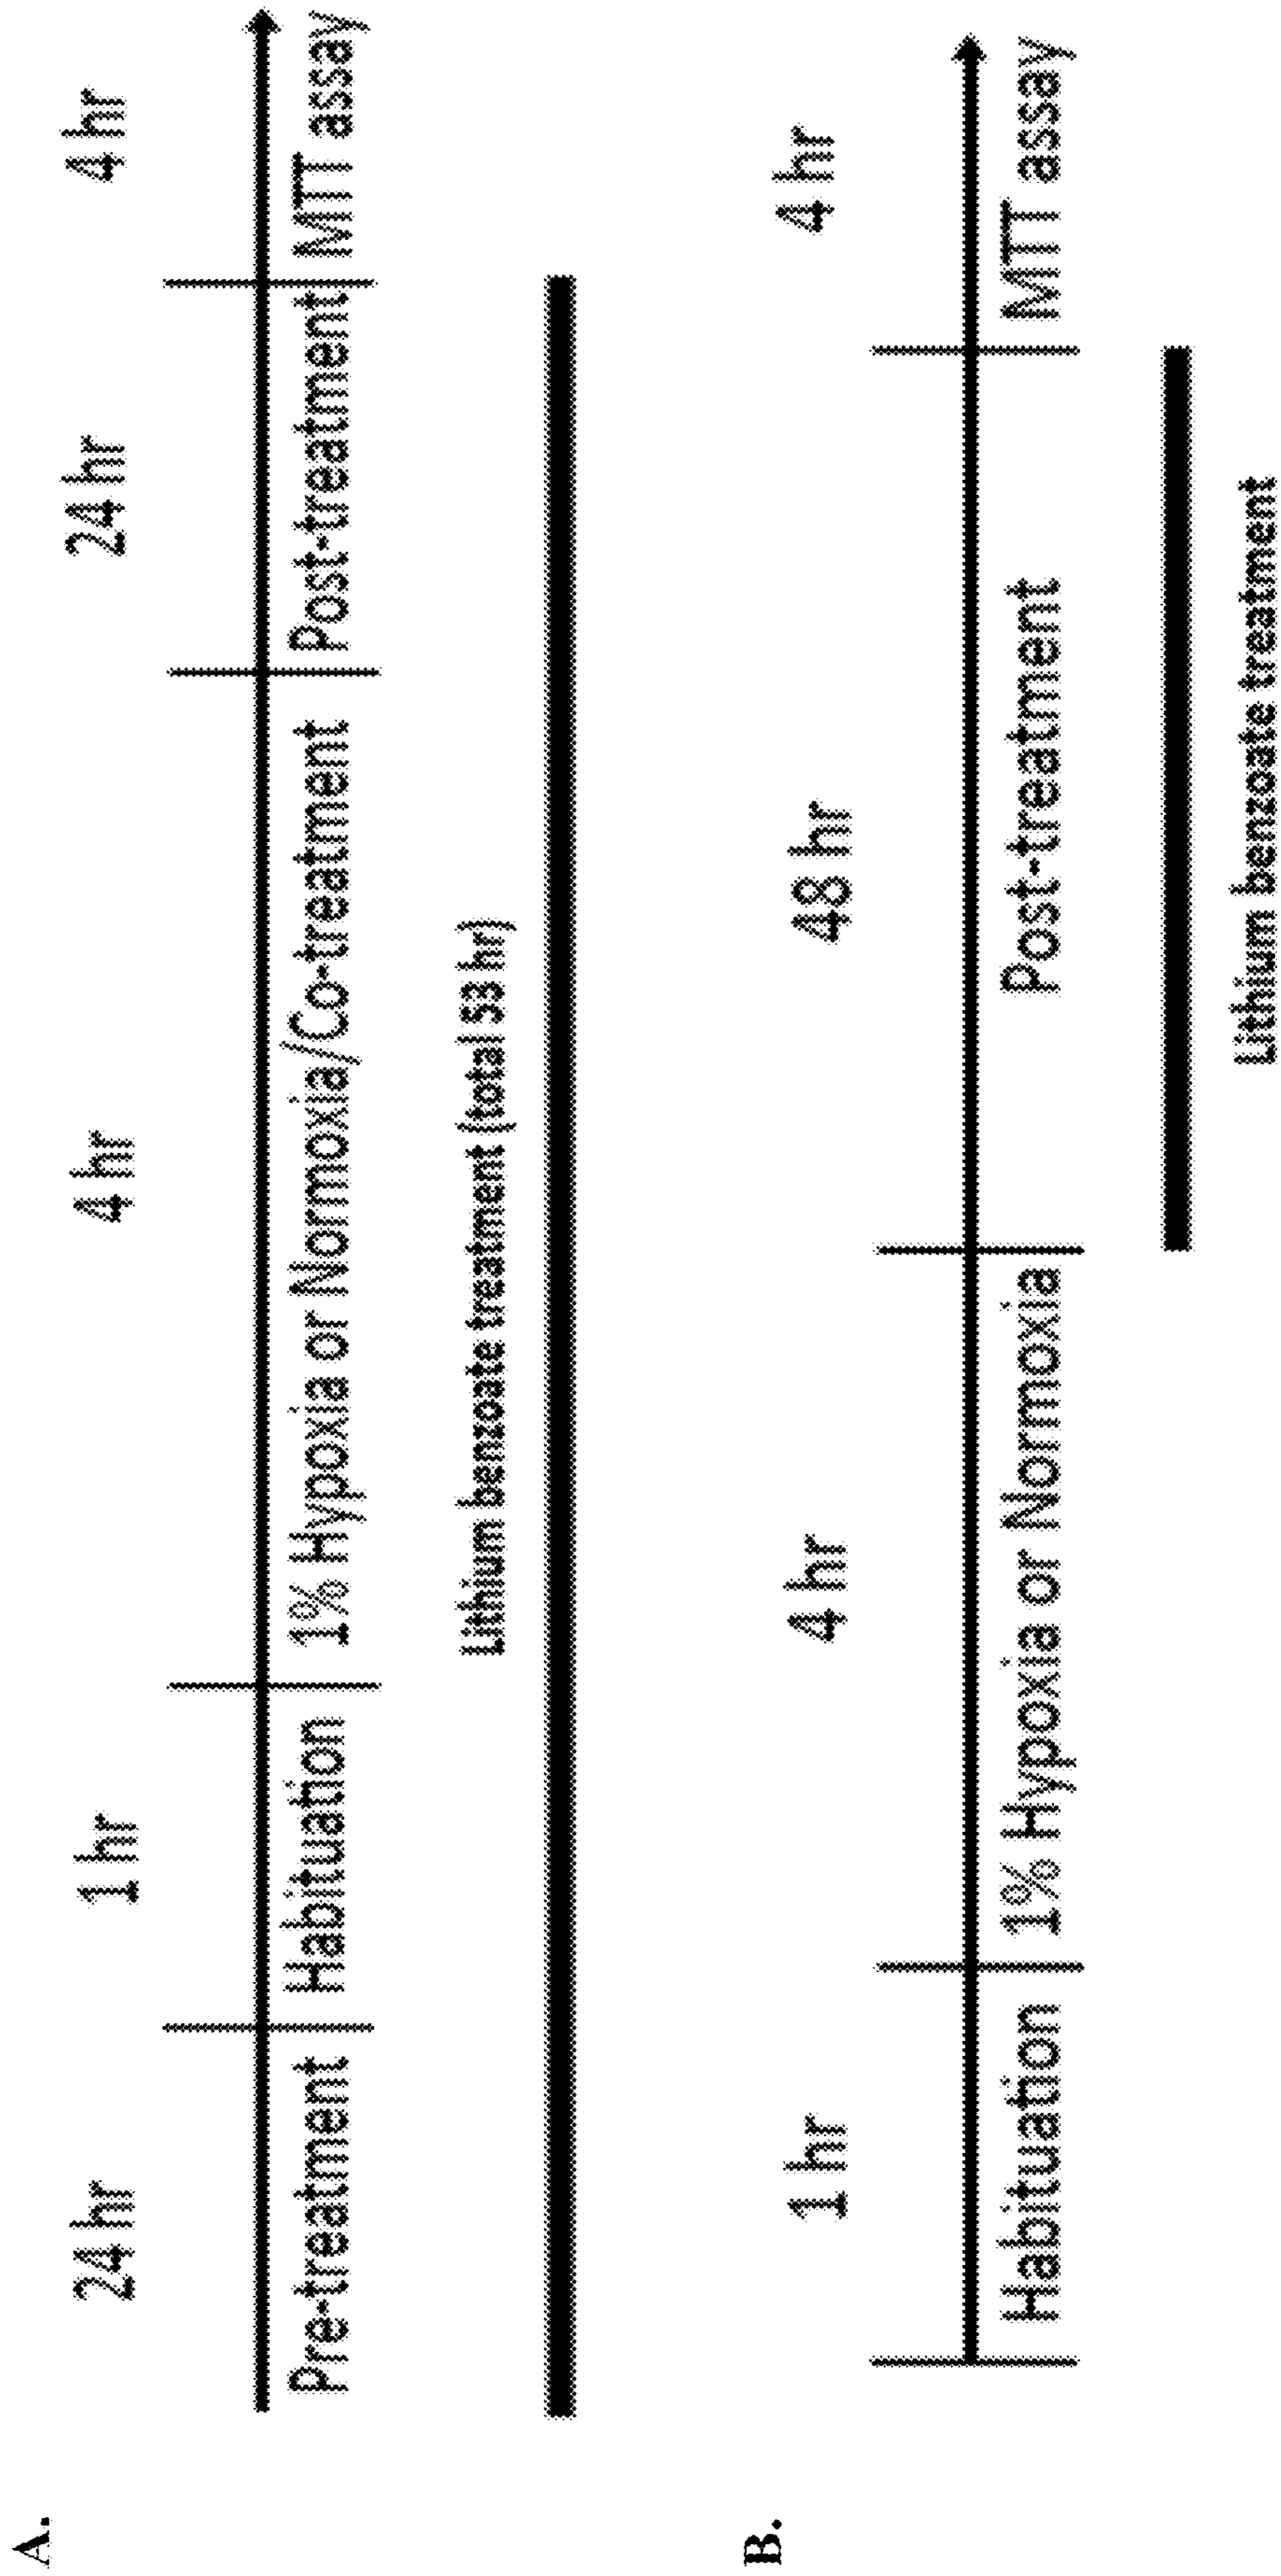 A.
24 hr 1 hr 4 hr 24 hr 4 hr
Pre-treatment Habituation 1% Hypoxia or Normoxia/Co-treatment Post-treatment MTT assay
Lithium benzoate treatment (total 53 hr)
B.
1 hr 4 hr 48 hr 4 hr
Habituation 1% Hypoxia or Normoxia Post-treatment MTT assay
Lithium benzoate treatment